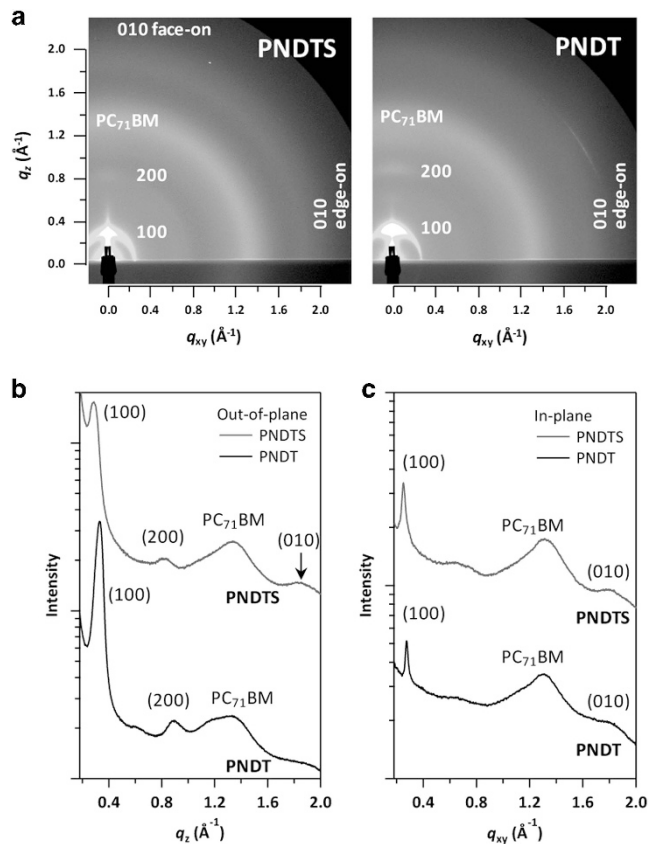 a
010 face-on PNDTS
PC71BM
200
100
010 edge-on
qz (Å-1)
2.0
1.6
1.2
0.8
0.4
0.0
0.0 0.4 0.8 1.2 1.6 2.0
qxy (Å-1)
PNDT
PC71BM
200
100
010 edge-on
0.0 0.4 0.8 1.2 1.6 2.0
qxy (Å-1)
b
Out-of-plane
PNDTS
PNDT
(100)
(200)
PC71BM
(010)
PNDTS
(100)
(200)
PC71BM
PNDT
Intensity
0.4 0.8 1.2 1.6 2.0
qz (Å-1)
c
In-plane
PNDTS
PNDT
(100)
PC71BM
(010)
PNDTS
(100)
PC71BM
(010)
PNDT
Intensity
0.4 0.8 1.2 1.6 2.0
qxy (Å-1)